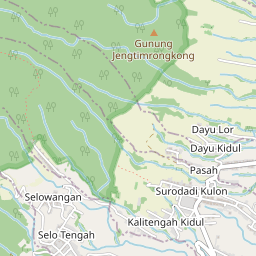 Gunung
Jengtimrongkong
Dayu Lor
Dayu Kidul
Pasah
Selowangan
Surodadi Kulon
Kalitengah Kidul
Selo Tengah